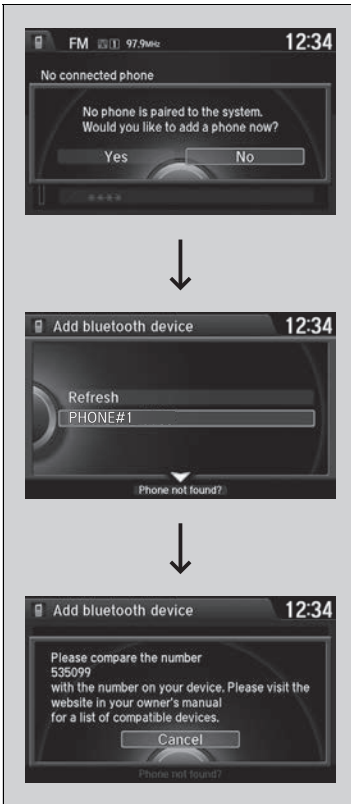 FM 97.9MHz 12:34
No connected phone
No phone is paired to the system.
Would you like to add a phone now?
Yes No
Add bluetooth device 12:34
Refresh
PHONE#1
Phone not found?
Add bluetooth device 12:34
Please compare the number
535099
with the number on your device. Please visit the
website in your owner's manual
for a list of compatible devices.
Cancel
Phone not found?